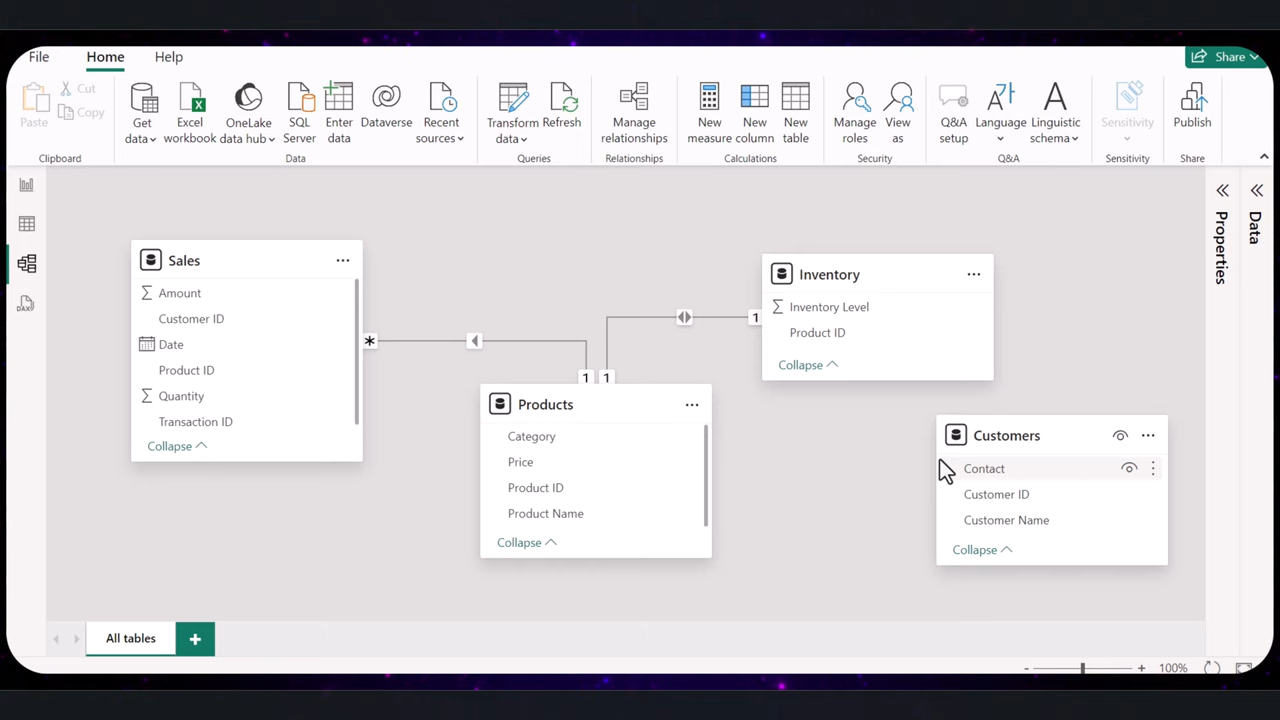 File Home Help
Share
Paste
Cut
Copy
Clipboard
Get data
Excel workbook
OneLake data hub
SQL Server
Enter data
Dataverse
Recent sources
Data
Transform data
Refresh
Queries
Manage relationships
Relationships
New measure
New column
New table
Calculations
Manage roles
View as
Security
Q&A setup
Language
Linguistic schema
Q&A
Sensitivity
Sensitivity
Publish
Share
Sales
Σ Amount
Customer ID
Date
Product ID
Σ Quantity
Transaction ID
Collapse
*
1
1
1
Products
Category
Price
Product ID
Product Name
Collapse
Inventory
Σ Inventory Level
Product ID
Collapse
Customers
Contact
Customer ID
Customer Name
Collapse
Properties
Data
DAX
All tables
+
- + 100%